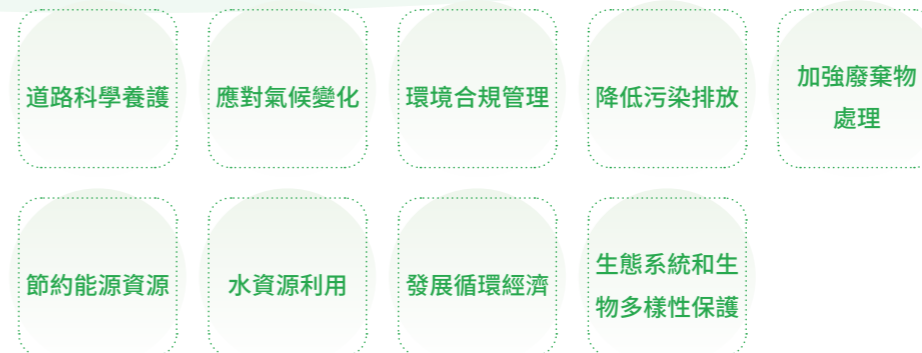 道路科學養護
應對氣候變化
環境合規管理
降低污染排放
加強廢棄物
處理
節約能源資源
水資源利用
發展循環經濟
生態系統和生
物多樣性保護